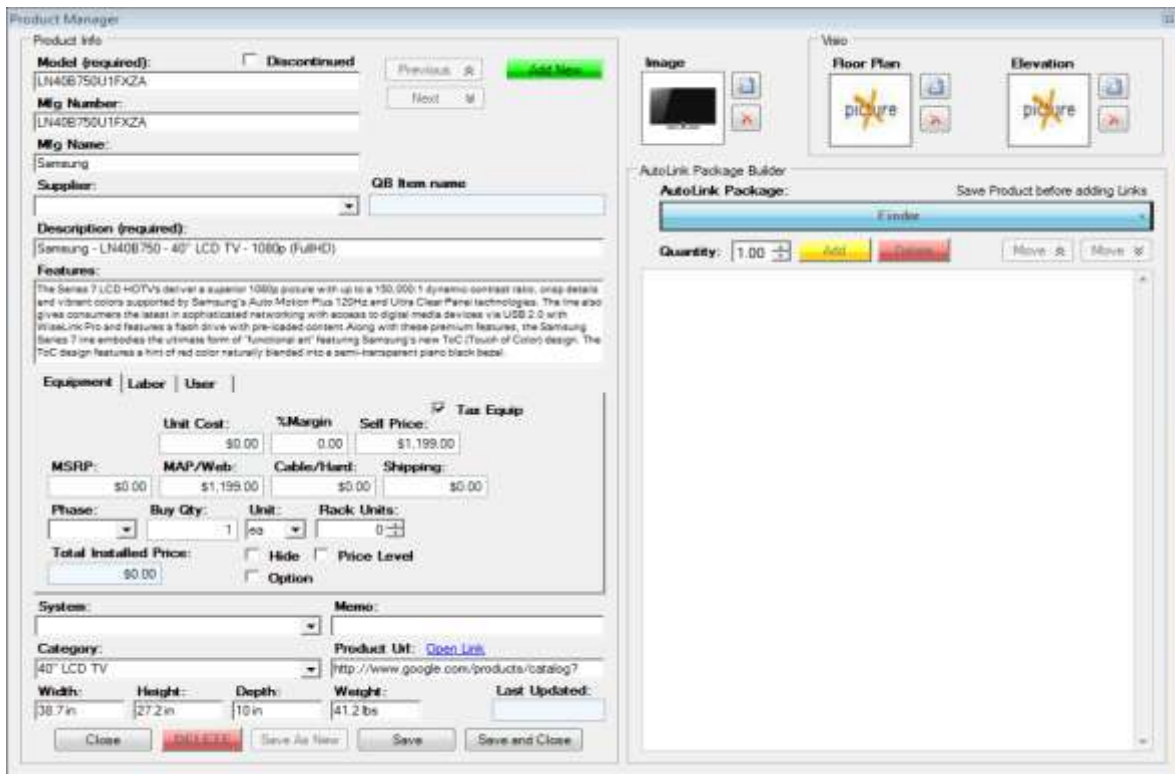 Product Manager
Product Info
Model (required):
Discontinued
Previous
Add New
LN40B750U1FXZA
Next
Mfg Number:
LN40B750U1FXZA
Mfg Name:
Samsung
Supplier:
QB Item name
Description (required):
Samsung - LN40B750 - 40" LCD TV - 1080p (FullHD)
Features:
The Series 7 LCD HDTVs deliver a superior 1080p picture with up to a 150,000:1 dynamic contrast ratio, crisp details
and vibrant colors supported by Samsung's Auto Motion Plus 120Hz and Ultra Clear Panel technologies. The line also
gives consumers the latest in sophisticated networking with access to digital media devices via USB 2.0 with
WiseLink Pro and features a flash drive with pre-loaded content. Along with these premium features, the Samsung
Series 7 line embodies the ultimate form of "functional art" featuring Samsung's new ToC (Touch of Color) design. The
ToC design features a hint of red color naturally blended into a semi-transparent piano black bezel.
Equipment
Labor
User
Tax Equip
Unit Cost:
%Margin
Sell Price:
$0.00
0.00
$1,199.00
MSRP:
MAP/Web:
Cable/Hard:
Shipping:
$0.00
$1,199.00
$0.00
$0.00
Phase:
Buy Qty:
Unit:
Rack Units:
1
ea
0
Total Installed Price:
Hide
Price Level
$0.00
Option
System:
Memo:
Category:
Product Url:
Open Link
40" LCD TV
http://www.google.com/products/catalog?
Width:
Height:
Depth:
Weight:
Last Updated:
38.7 in
27.2 in
10 in
41.2 lbs
Close
DELETE
Save As New
Save
Save and Close
Image
Visio
Floor Plan
Elevation
picture
picture
AutoLink Package Builder
AutoLink Package:
Save Product before adding Links
Finder
Quantity:
1.00
Add
Delete
Move
Move